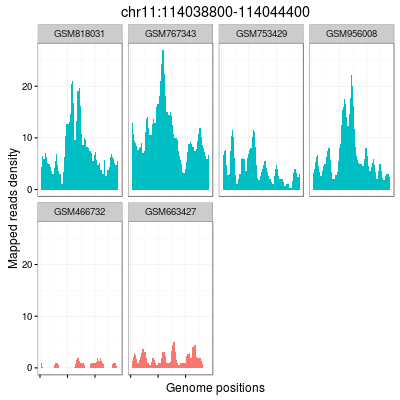 chr11:114038800-114044400
GSM818031 GSM767343 GSM753429 GSM956008
20
10
0
GSM466732 GSM663427
20
10
0
Mapped reads density
Genome positions